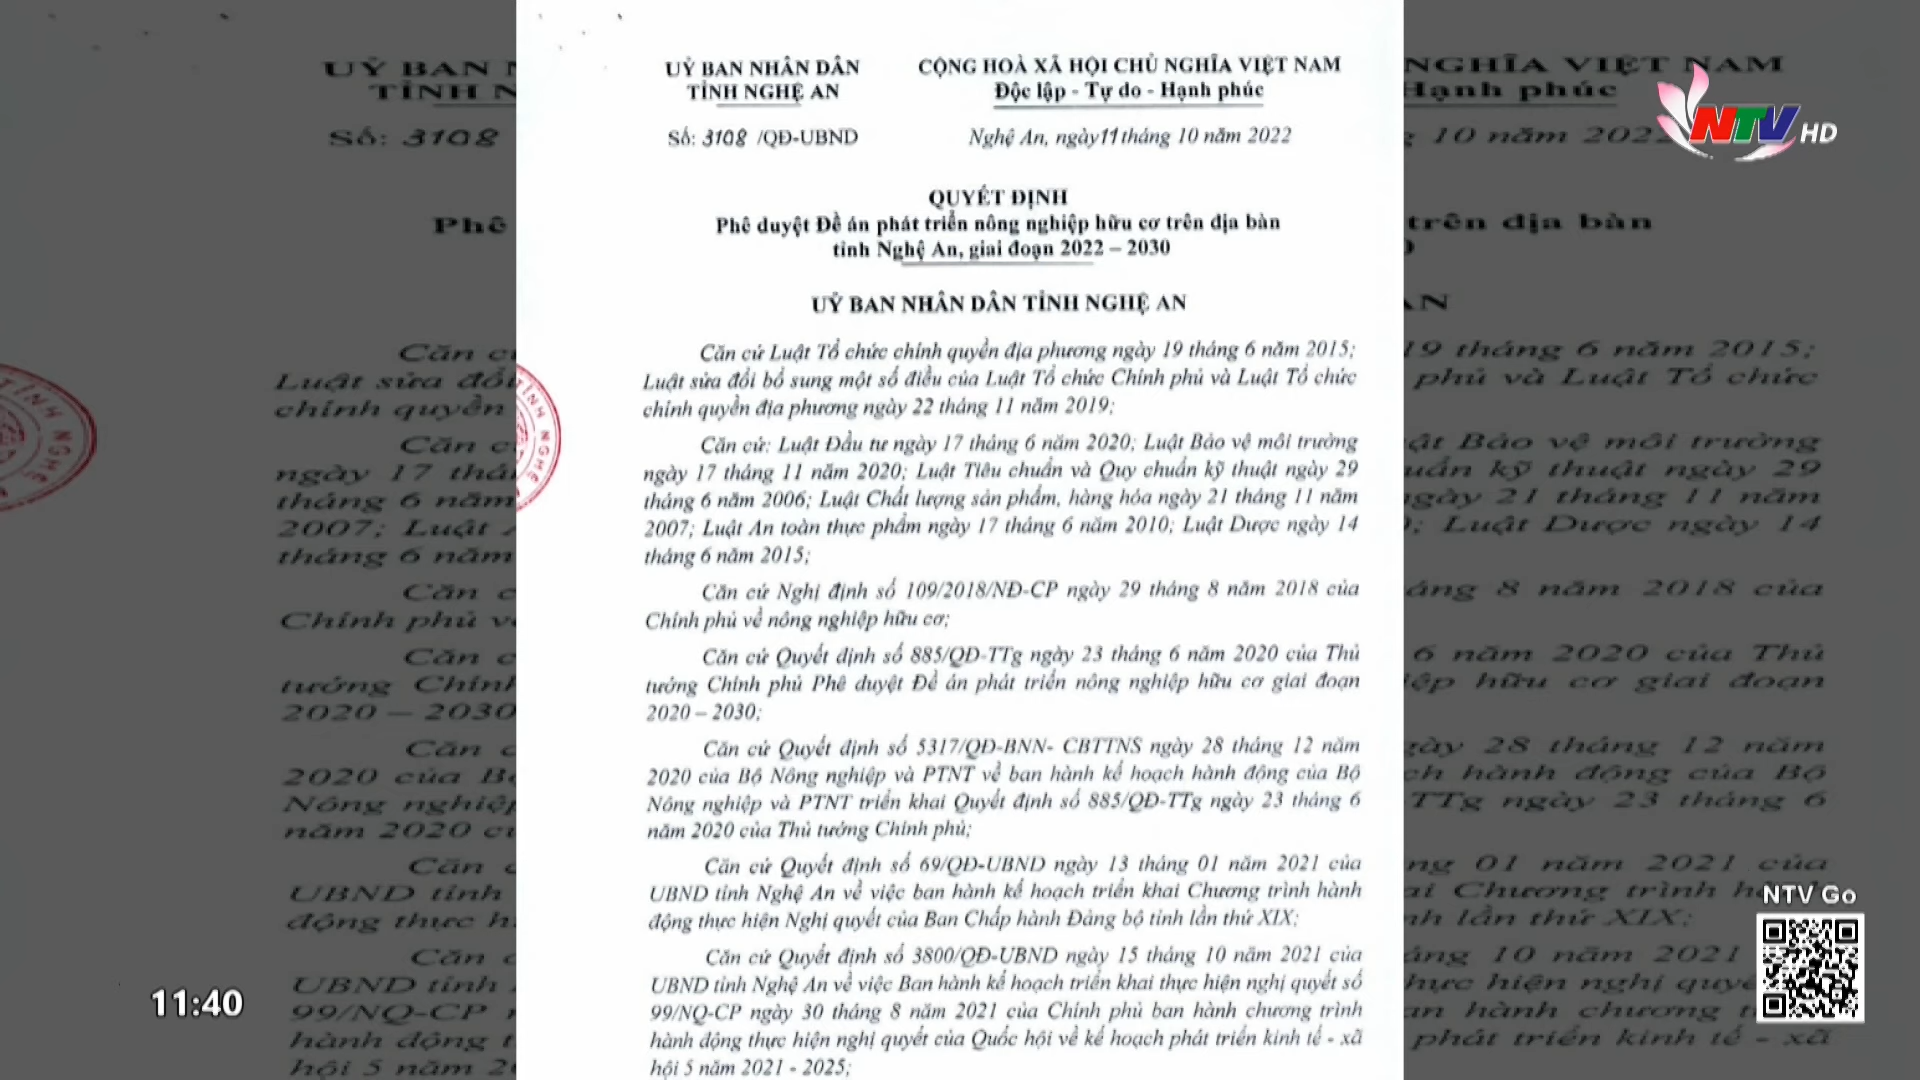 UỶ BAN NHÂN DÂN
TỈNH NGHỆ AN
CỘNG HOÀ XÃ HỘI CHỦ NGHĨA VIỆT NAM
Độc lập - Tự do - Hạnh phúc
Số: 3108 /QĐ-UBND
Nghệ An, ngày 11 tháng 10 năm 2022
QUYẾT ĐỊNH
Phê duyệt Đề án phát triển nông nghiệp hữu cơ trên địa bàn
tỉnh Nghệ An, giai đoạn 2022 – 2030
UỶ BAN NHÂN DÂN TỈNH NGHỆ AN
Căn cứ Luật Tổ chức chính quyền địa phương ngày 19 tháng 6 năm 2015;
Luật sửa đổi bổ sung một số điều của Luật Tổ chức Chính phủ và Luật Tổ chức
chính quyền địa phương ngày 22 tháng 11 năm 2019;
Căn cứ: Luật Đầu tư ngày 17 tháng 6 năm 2020; Luật Bảo vệ môi trường
ngày 17 tháng 11 năm 2020; Luật Tiêu chuẩn và Quy chuẩn kỹ thuật ngày 29
tháng 6 năm 2006; Luật Chất lượng sản phẩm, hàng hóa ngày 21 tháng 11 năm
2007; Luật An toàn thực phẩm ngày 17 tháng 6 năm 2010; Luật Dược ngày 14
tháng 6 năm 2015;
Căn cứ Nghị định số 109/2018/NĐ-CP ngày 29 tháng 8 năm 2018 của
Chính phủ về nông nghiệp hữu cơ;
Căn cứ Quyết định số 885/QĐ-TTg ngày 23 tháng 6 năm 2020 của Thủ
tướng Chính phủ Phê duyệt Đề án phát triển nông nghiệp hữu cơ giai đoạn
2020 – 2030;
Căn cứ Quyết định số 5317/QĐ-BNN- CBTTNS ngày 28 tháng 12 năm
2020 của Bộ Nông nghiệp và PTNT về ban hành kế hoạch hành động của Bộ
Nông nghiệp và PTNT triển khai Quyết định số 885/QĐ-TTg ngày 23 tháng 6
năm 2020 của Thủ tướng Chính phủ;
Căn cứ Quyết định số 69/QĐ-UBND ngày 13 tháng 01 năm 2021 của
UBND tỉnh Nghệ An về việc ban hành kế hoạch triển khai Chương trình hành
động thực hiện Nghị quyết của Ban Chấp hành Đảng bộ tỉnh lần thứ XIX;
Căn cứ Quyết định số 3800/QĐ-UBND ngày 15 tháng 10 năm 2021 của
UBND tỉnh Nghệ An về việc Ban hành kế hoạch triển khai thực hiện nghị quyết số
99/NQ-CP ngày 30 tháng 8 năm 2021 của Chính phủ ban hành chương trình
hành động thực hiện nghị quyết của Quốc hội về kế hoạch phát triển kinh tế - xã
hội 5 năm 2021 - 2025;
NTV HD
NTV Go
11:40